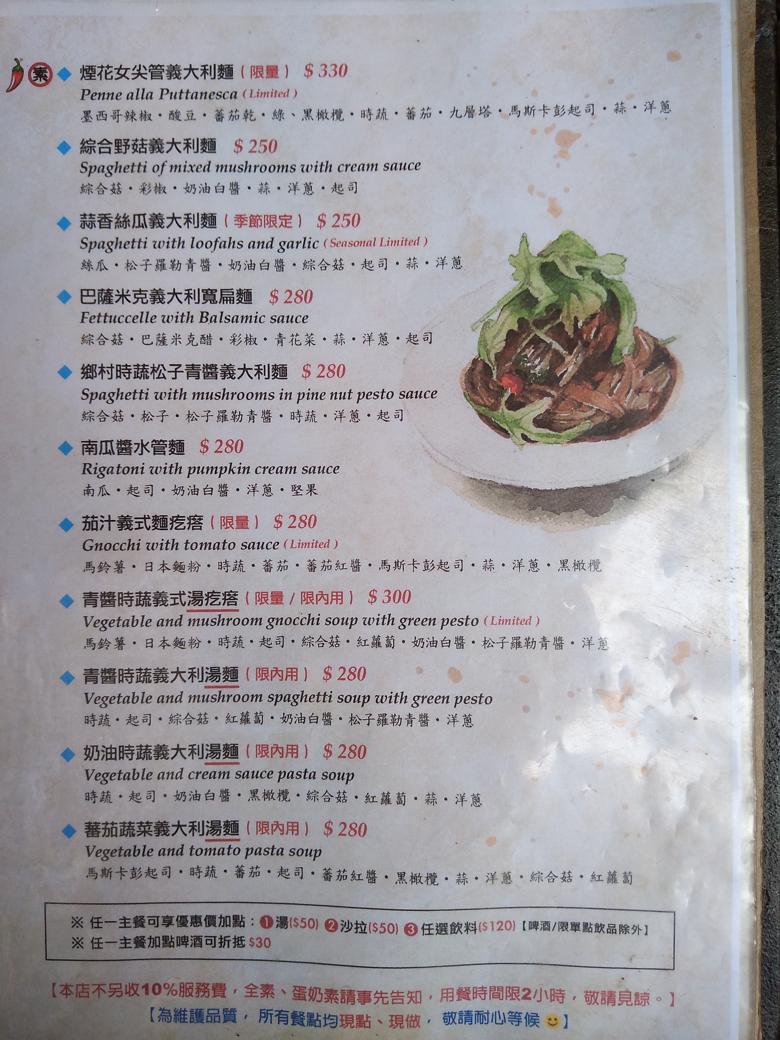 素 煙花女尖管義大利麵(限量) $330
Penne alla Puttanesca (Limited)
墨西哥辣椒・酸豆・蕃茄乾・綠、黑橄欖・時蔬・蕃茄・九層塔・馬斯卡彭起司・蒜・洋蔥
綜合野菇義大利麵 $250
Spaghetti of mixed mushrooms with cream sauce
綜合菇・彩椒・奶油白醬・蒜・洋蔥・起司
蒜香絲瓜義大利麵(季節限定) $250
Spaghetti with loofahs and garlic (Seasonal Limited)
絲瓜・松子羅勒青醬・奶油白醬・綜合菇・起司・蒜・洋蔥
巴薩米克義大利寬扁麵 $280
Fettuccelle with Balsamic sauce
綜合菇・巴薩米克醋・彩椒・青花菜・蒜・洋蔥・起司
鄉村時蔬松子青醬義大利麵 $280
Spaghetti with mushrooms in pine nut pesto sauce
綜合菇・松子・松子羅勒青醬・時蔬・洋蔥・起司
南瓜醬水管麵 $280
Rigatoni with pumpkin cream sauce
南瓜・起司・奶油白醬・洋蔥・堅果
茄汁義式麵疙瘩(限量) $280
Gnocchi with tomato sauce (Limited)
馬鈴薯・日本麵粉・時蔬・蕃茄・蕃茄紅醬・馬斯卡彭起司・蒜・洋蔥・黑橄欖
青醬時蔬義式湯疙瘩(限量/限內用) $300
Vegetable and mushroom gnocchi soup with green pesto (Limited)
馬鈴薯・日本麵粉・時蔬・起司・綜合菇・紅蘿蔔・奶油白醬・松子羅勒青醬・洋蔥
青醬時蔬義大利湯麵(限內用) $280
Vegetable and mushroom spaghetti soup with green pesto
時蔬・起司・綜合菇・紅蘿蔔・奶油白醬・松子羅勒青醬・洋蔥
奶油時蔬義大利湯麵(限內用) $280
Vegetable and cream sauce pasta soup
時蔬・起司・奶油白醬・黑橄欖・綜合菇・紅蘿蔔・蒜・洋蔥
蕃茄蔬菜義大利湯麵(限內用) $280
Vegetable and tomato pasta soup
馬斯卡彭起司・時蔬・蕃茄・起司・蕃茄紅醬・黑橄欖・蒜・洋蔥・綜合菇・紅蘿蔔
※ 任一主餐可享優惠價加點：❶湯($50) ❷沙拉($50) ❸任選飲料($120)【啤酒/限單點飲品除外】
※ 任一主餐加點啤酒可折抵 $30
【本店不另收10%服務費，全素、蛋奶素請事先告知，用餐時間限2小時，敬請見諒。】
【為維護品質，所有餐點均現點、現做，敬請耐心等候 😊】